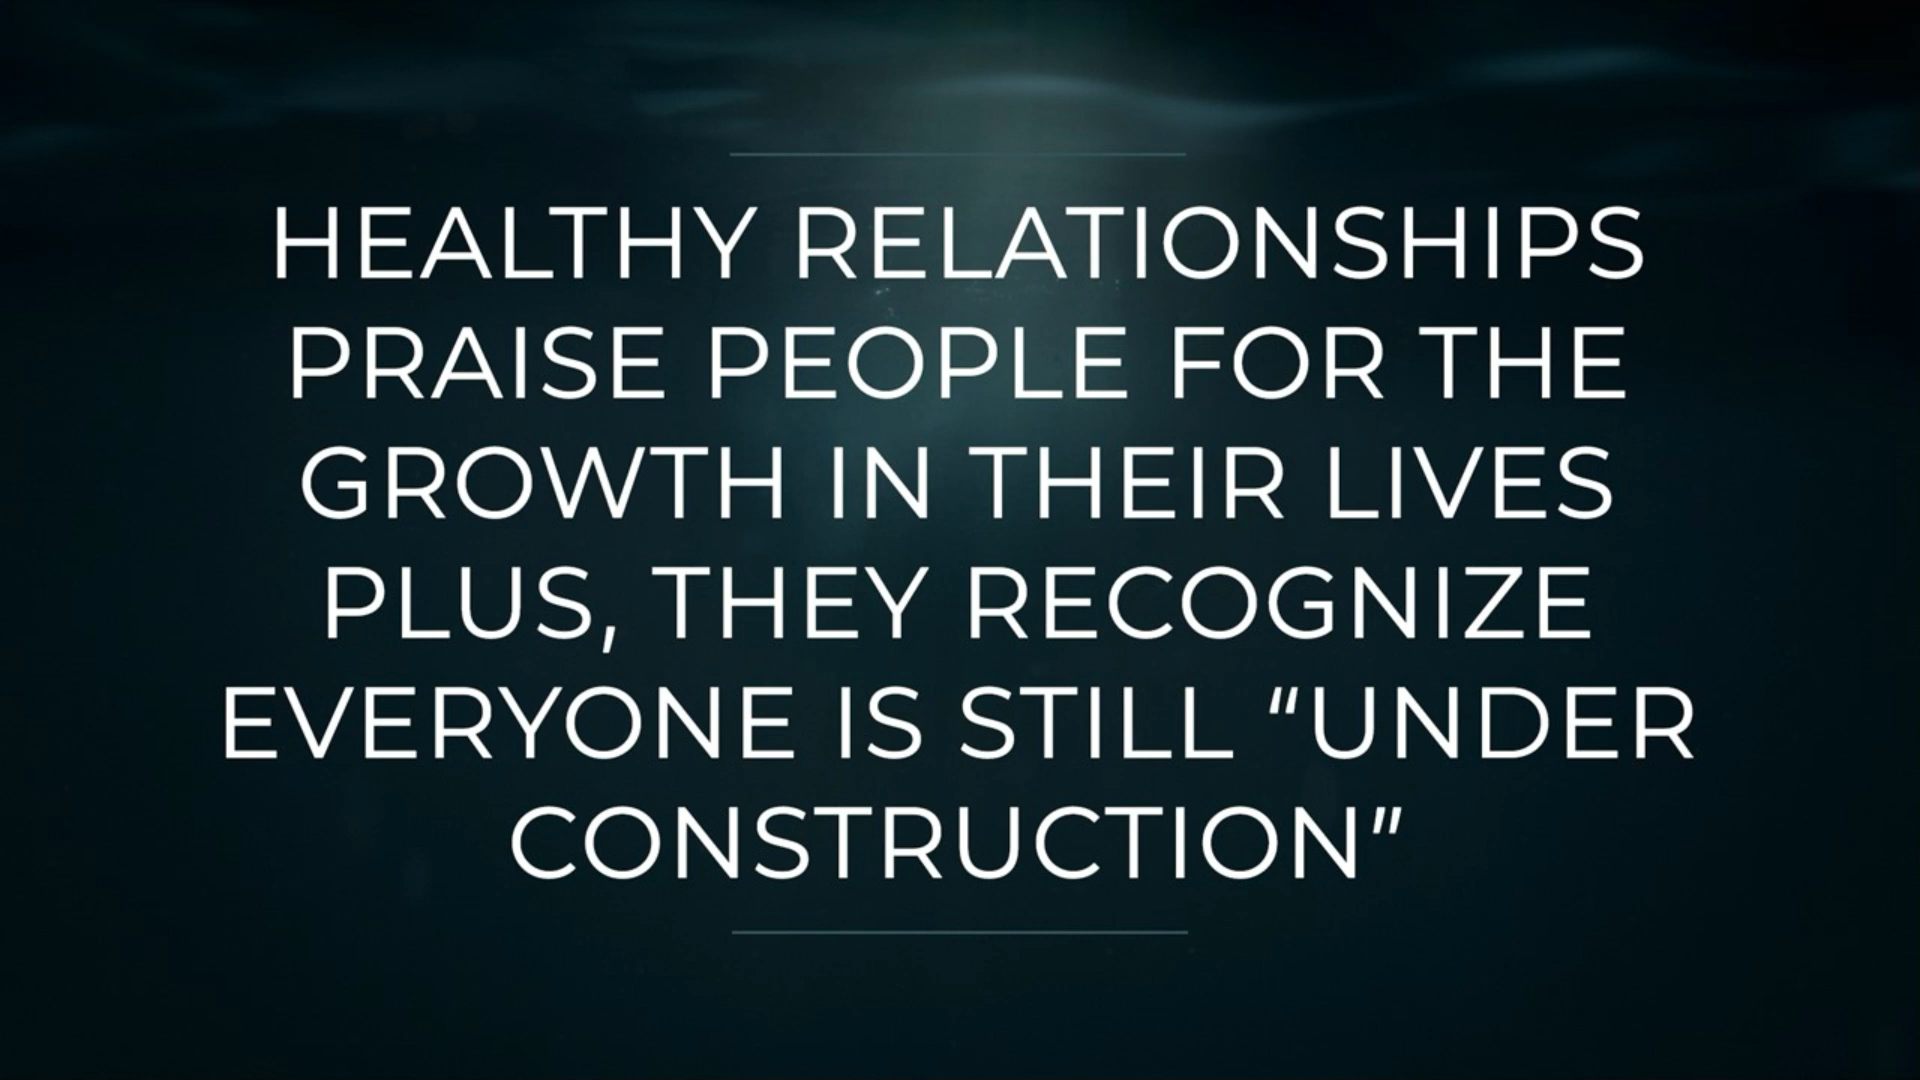 HEALTHY RELATIONSHIPS
PRAISE PEOPLE FOR THE
GROWTH IN THEIR LIVES
PLUS, THEY RECOGNIZE
EVERYONE IS STILL “UNDER
CONSTRUCTION”